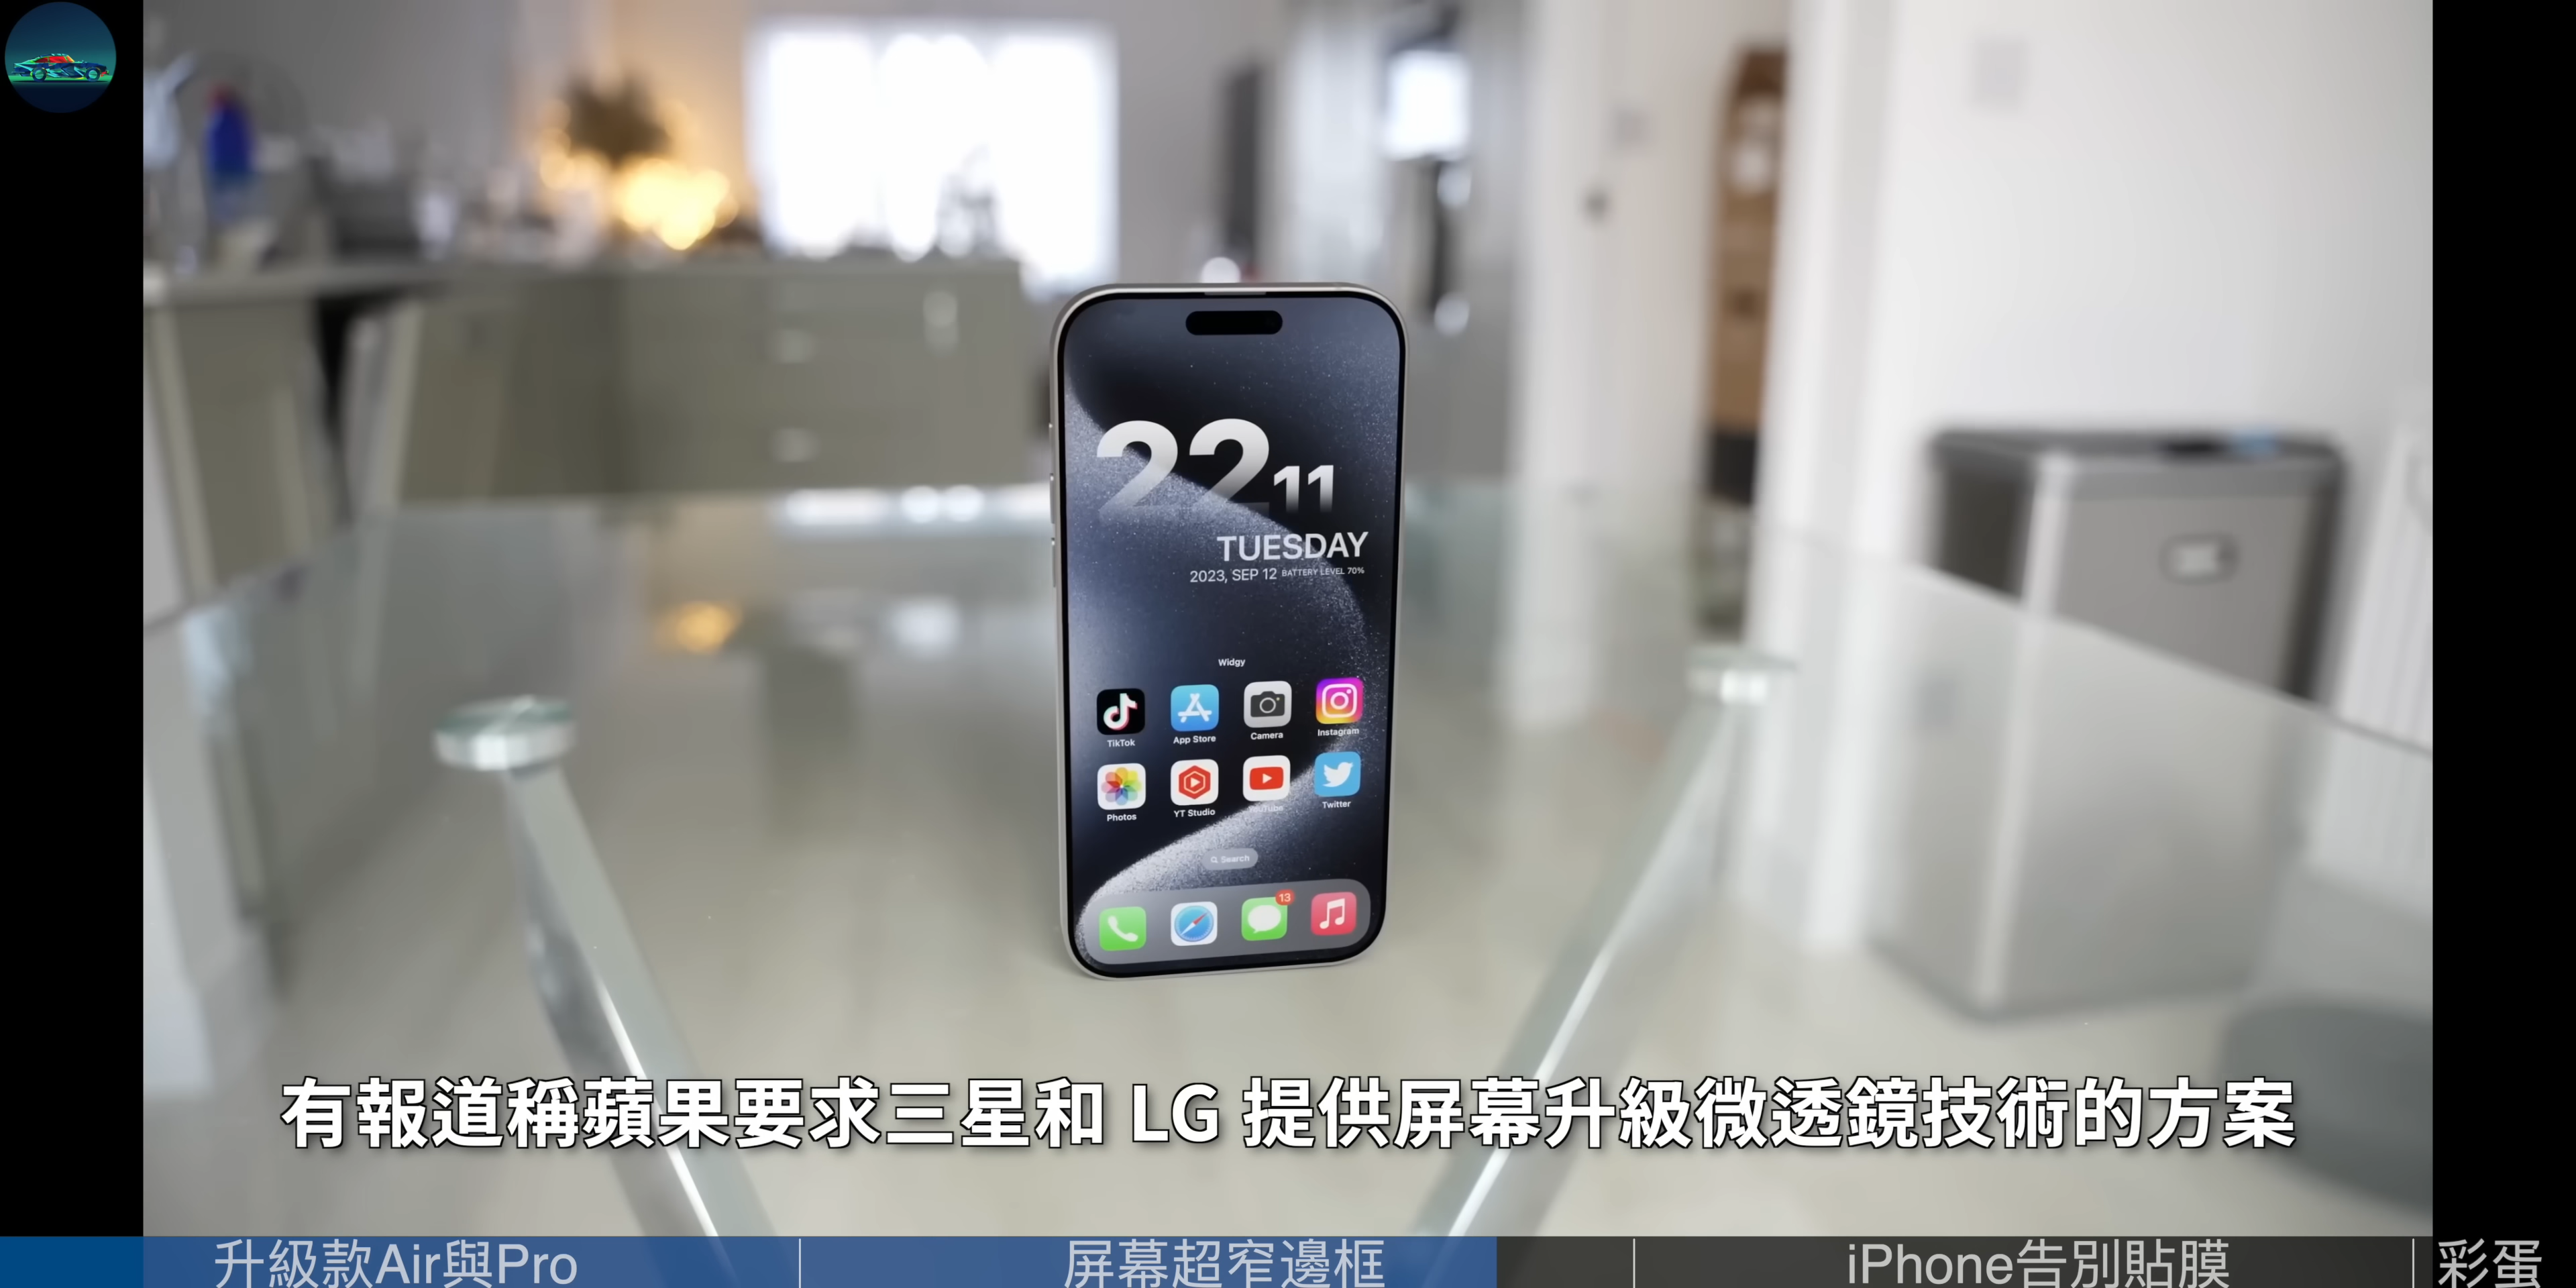 22 11
TUESDAY
2023, SEP 12 BATTERY LEVEL 70%
Widgy
TikTok App Store Camera Instagram
Photos YT Studio YouTube Twitter
Search
13
有報道稱蘋果要求三星和 LG 提供屏幕升級微透鏡技術的方案
升級款Air與Pro 屏幕超窄邊框 iPhone告別貼膜 彩蛋